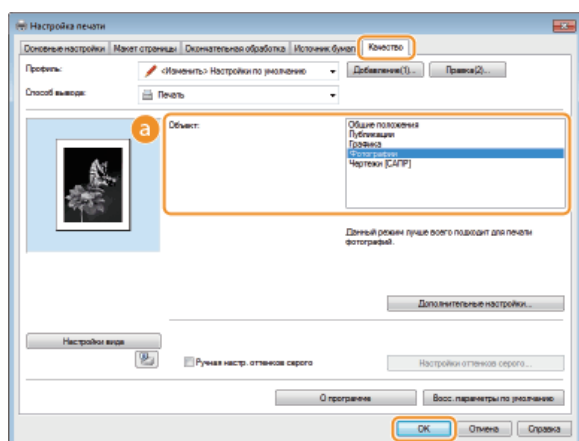 Настройка печати
Основные настройки Макет страницы Окончательная обработка Источник бумаги Качество
Профиль: <Изменить> Настройки по умолчанию Добавление(1)... Правка(2)...
Способ вывода: Печать
a Объект: Общие положения
Публикации
Графика
Фотографии
Чертежи [САПР]
Данный режим лучше всего подходит для печати
фотографий.
Дополнительные настройки...
Настройки вида
Ручная настр. оттенков серого Настройки оттенков серого...
О программе Восс. параметры по умолчанию
OK Отмена Справка